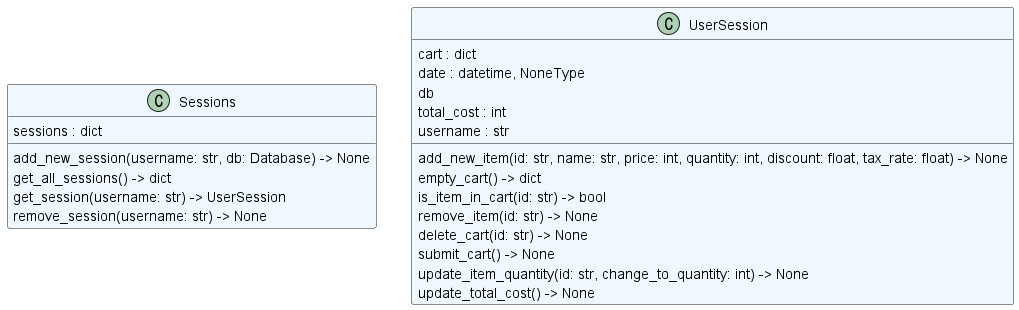 C Sessions
sessions : dict
add_new_session(username: str, db: Database) -> None
get_all_sessions() -> dict
get_session(username: str) -> UserSession
remove_session(username: str) -> None
C UserSession
cart : dict
date : datetime, NoneType
db
total_cost : int
username : str
add_new_item(id: str, name: str, price: int, quantity: int, discount: float, tax_rate: float) -> None
empty_cart() -> dict
is_item_in_cart(id: str) -> bool
remove_item(id: str) -> None
delete_cart(id: str) -> None
submit_cart() -> None
update_item_quantity(id: str, change_to_quantity: int) -> None
update_total_cost() -> None